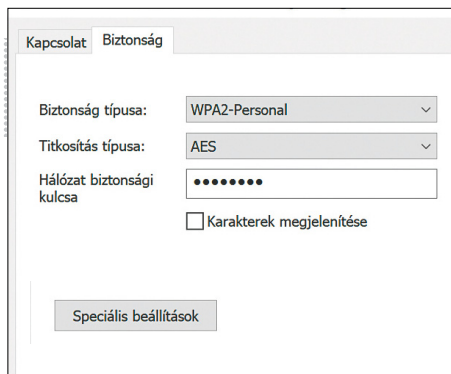 Kapcsolat Biztonság
Biztonság típusa: WPA2-Personal
Titkosítás típusa: AES
Hálózat biztonsági
kulcsa ●●●●●●●●
Karakterek megjelenítése
Speciális beállítások